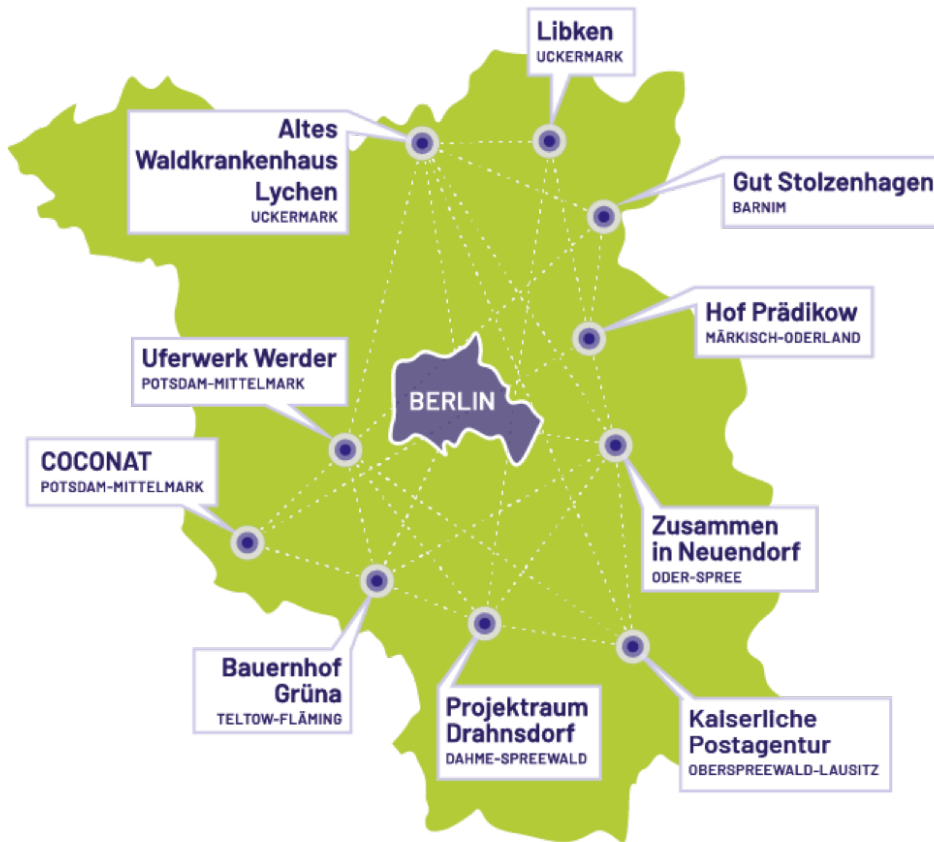 Libken
UCKERMARK
Altes
Waldkrankenhaus
Lychen
UCKERMARK
Gut Stolzenhagen
BARNIM
Hof Prädikow
MÄRKISCH-ODERLAND
Uferwerk Werder
POTSDAM-MITTELMARK
BERLIN
COCONAT
POTSDAM-MITTELMARK
Zusammen
in Neuendorf
ODER-SPREE
Bauernhof
Grüna
TELTOW-FLÄMING
Projektraum
Drahnsdorf
DAHME-SPREEWALD
Kaiserliche
Postagentur
OBERSPREEWALD-LAUSITZ